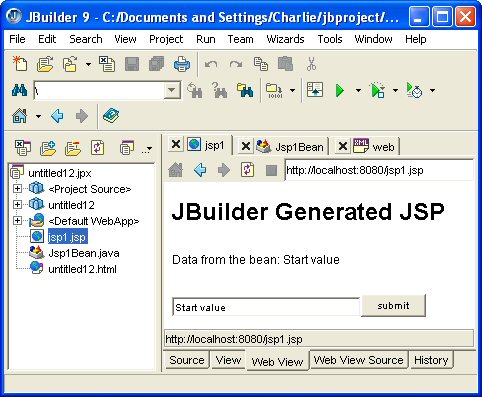 JBuilder 9 - C:/Documents and Settings/Charlie/jbproject/...
File Edit Search View Project Run Team Wizards Tools Window Help
\
jsp1 Jsp1Bean web
untitled12.jpx
<Project Source>
untitled12
<Default WebApp>
jsp1.jsp
Jsp1Bean.java
untitled12.html
http://localhost:8080/jsp1.jsp
JBuilder Generated JSP
Data from the bean: Start value
Start value submit
http://localhost:8080/jsp1.jsp
Source View Web View Web View Source History